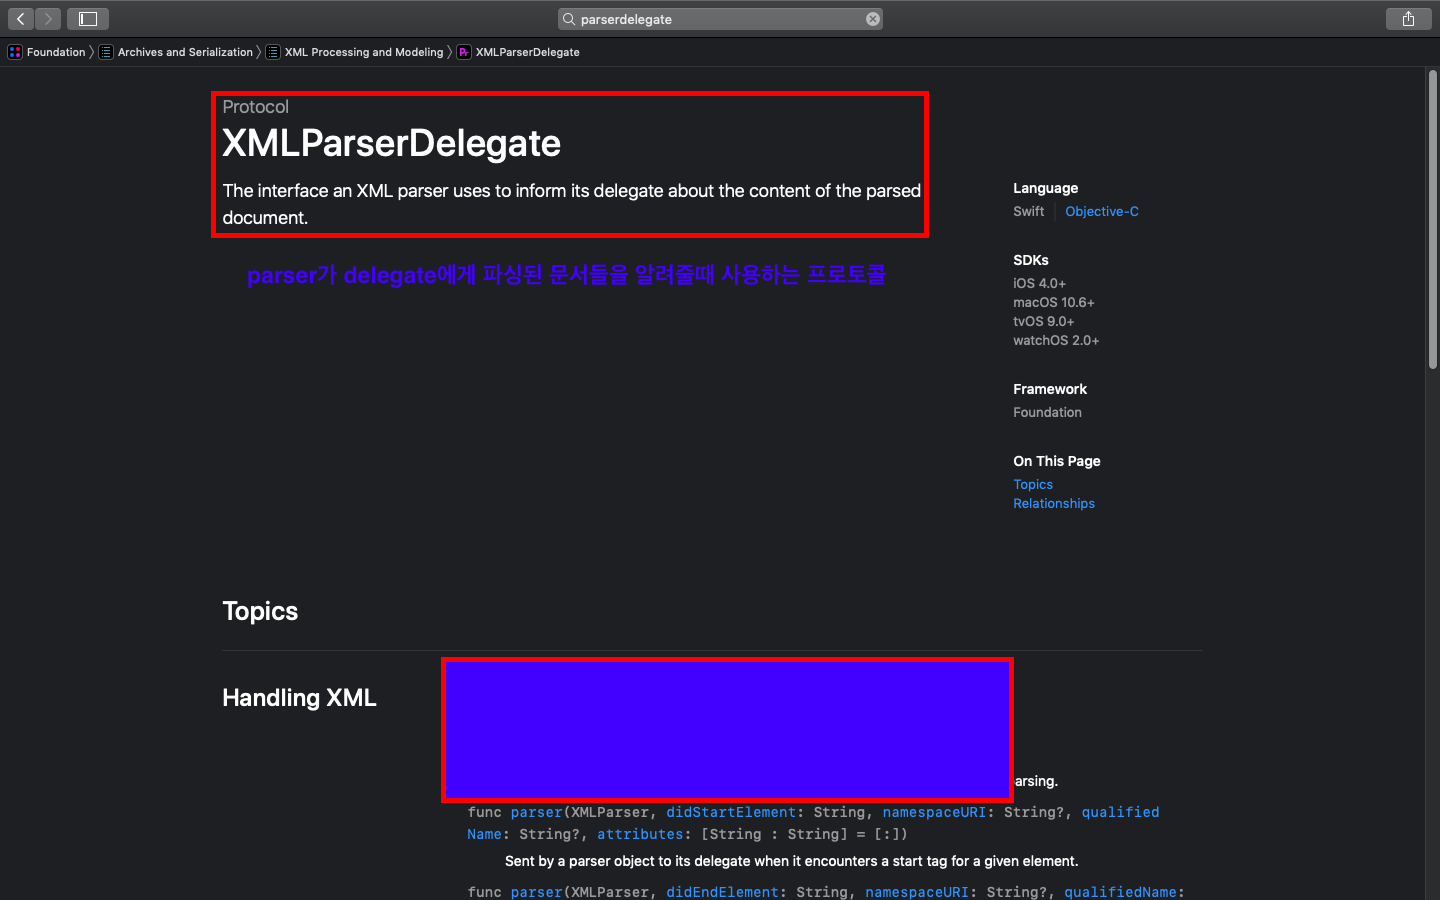 parserdelegate
Foundation 〉 Archives and Serialization 〉 XML Processing and Modeling 〉 Pr XMLParserDelegate
Protocol
XMLParserDelegate
The interface an XML parser uses to inform its delegate about the content of the parsed
document.
parser가 delegate에게 파싱된 문서들을 알려줄때 사용하는 프로토콜
Language
Swift Objective-C
SDKs
iOS 4.0+
macOS 10.6+
tvOS 9.0+
watchOS 2.0+
Framework
Foundation
On This Page
Topics
Relationships
Topics
Handling XML
arsing.
func parser(XMLParser, didStartElement: String, namespaceURI: String?, qualified
Name: String?, attributes: [String : String] = [:])
Sent by a parser object to its delegate when it encounters a start tag for a given element.
func parser(XMLParser, didEndElement: String, namespaceURI: String?, qualifiedName: